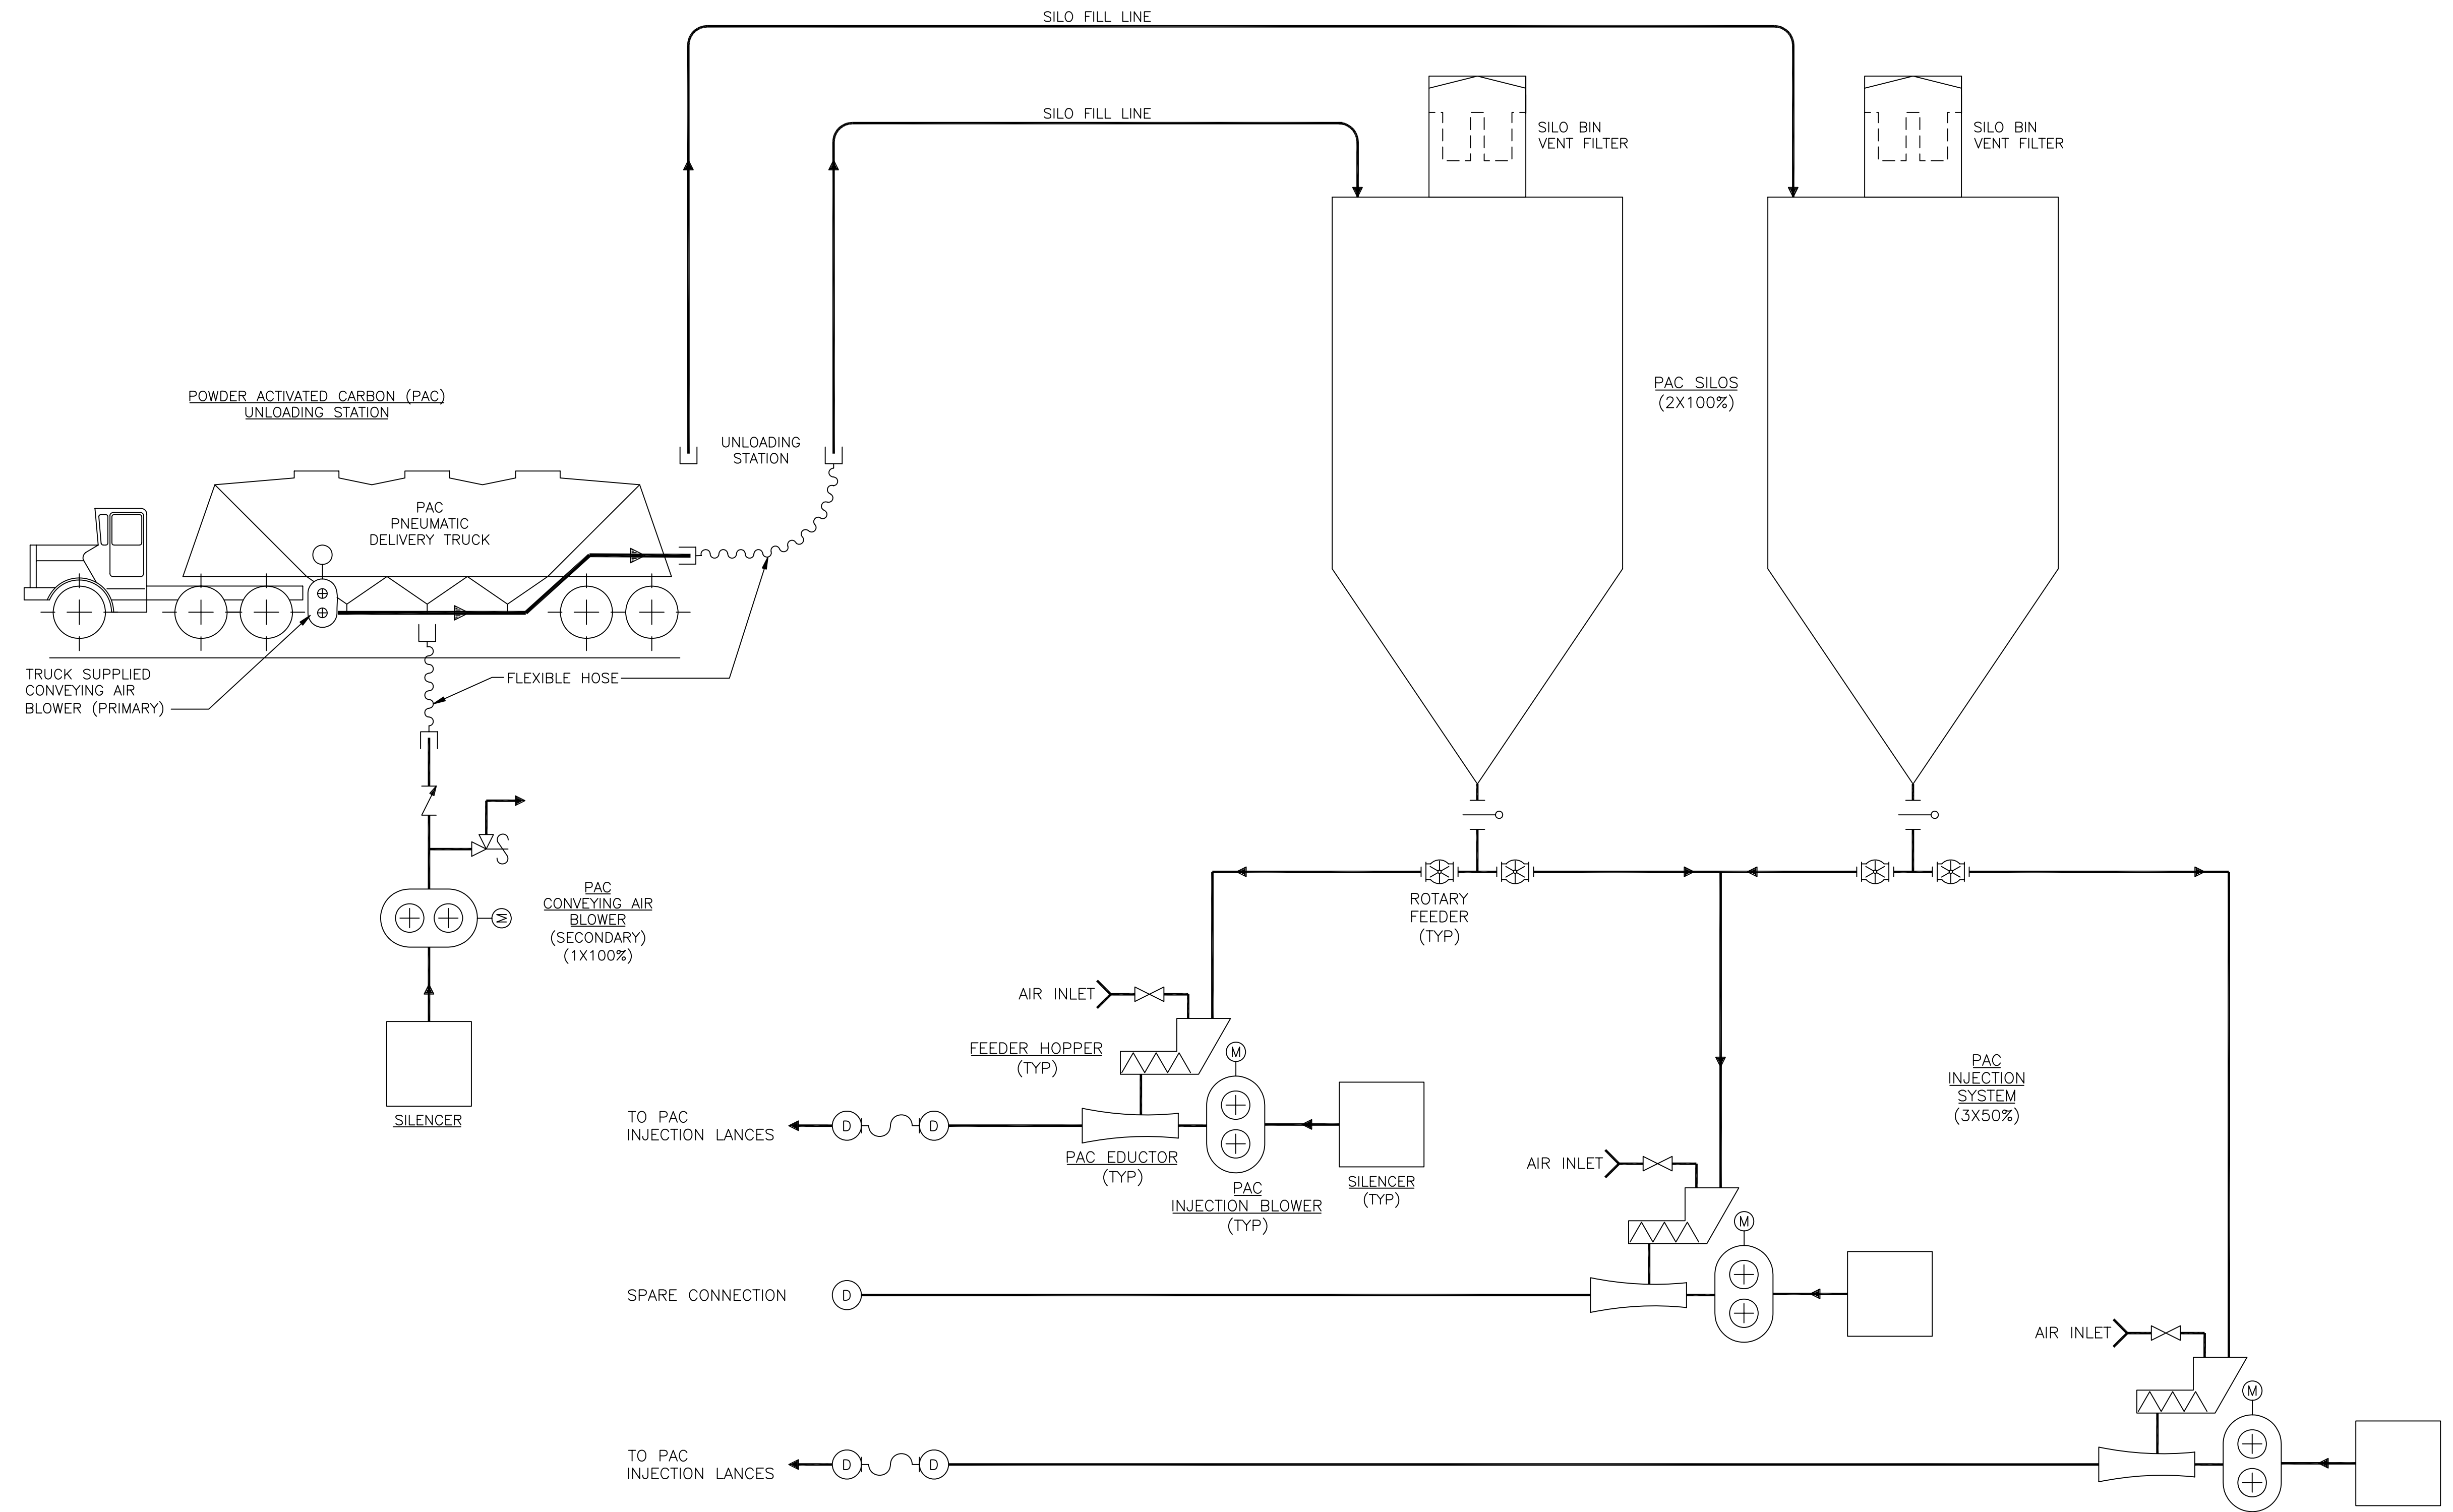 SILO FILL LINE
SILO FILL LINE
SILO BIN
VENT FILTER
SILO BIN
VENT FILTER
PAC SILOS
(2X100%)
POWDER ACTIVATED CARBON (PAC)
UNLOADING STATION
UNLOADING
STATION
PAC
PNEUMATIC
DELIVERY TRUCK
TRUCK SUPPLIED
CONVEYING AIR
BLOWER (PRIMARY)
FLEXIBLE HOSE
PAC
CONVEYING AIR
BLOWER
(SECONDARY)
(1X100%)
M
SILENCER
ROTARY
FEEDER
(TYP)
AIR INLET
FEEDER HOPPER
(TYP)
M
TO PAC
INJECTION LANCES
D
D
PAC EDUCTOR
(TYP)
PAC
INJECTION BLOWER
(TYP)
SILENCER
(TYP)
PAC
INJECTION
SYSTEM
(3X50%)
AIR INLET
M
SPARE CONNECTION
D
AIR INLET
M
TO PAC
INJECTION LANCES
D
D